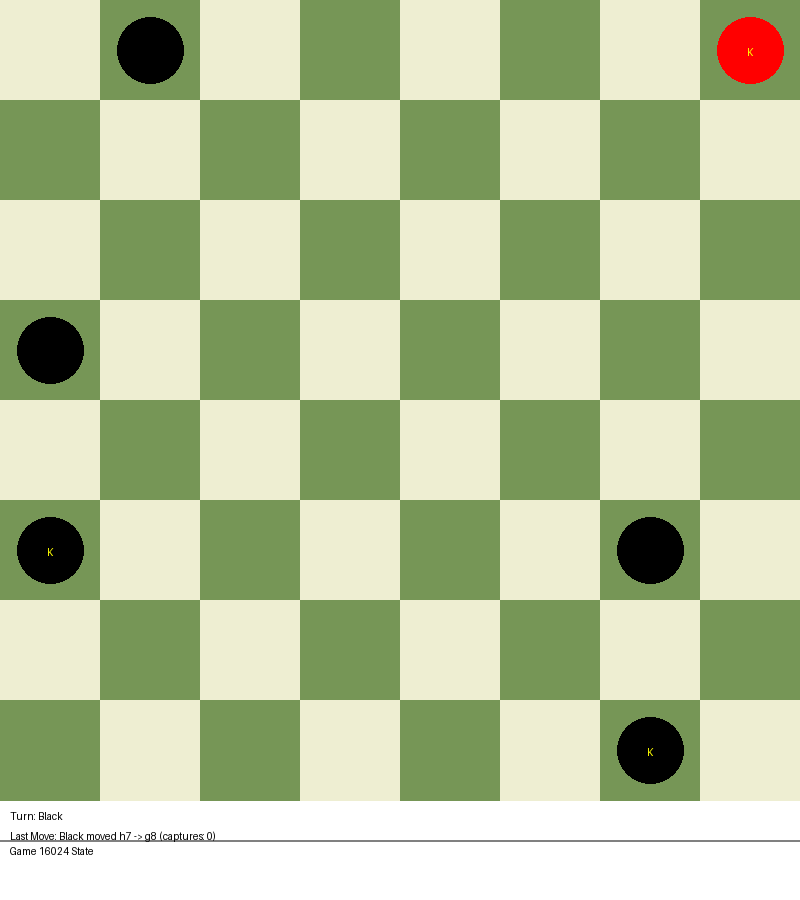 K
K
K
Turn: Black
Last Move: Black moved h7 -> g8 (captures: 0)
Game 16024 State